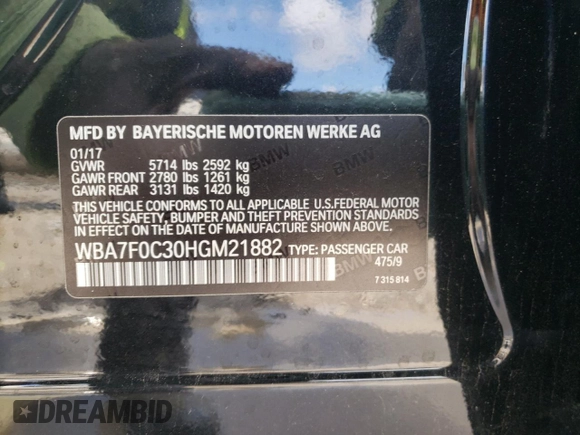 MFD BY BAYERISCHE MOTOREN WERKE AG
01/17
GVWR 5714 lbs 2592 kg
GAWR FRONT 2780 lbs 1261 kg
GAWR REAR 3131 lbs 1420 kg
THIS VEHICLE CONFORMS TO ALL APPLICABLE U.S.FEDERAL MOTOR
VEHICLE SAFETY, BUMPER, AND THEFT PREVENTION STANDARDS
IN EFFECT ON THE DATE OF MANUFACTURE SHOWN ABOVE.
WBA7F0C30HGM21882 TYPE: PASSENGER CAR
475/9
7 315 814
DREAMBID